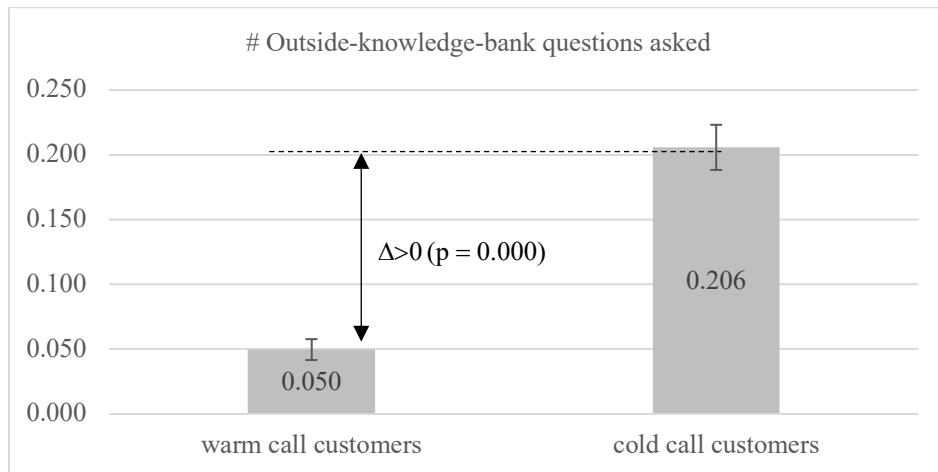 # Outside-knowledge-bank questions asked
0.250
0.200
0.150
0.100
0.050
0.000
Δ>0 (p = 0.000)
0.206
0.050
warm call customers
cold call customers